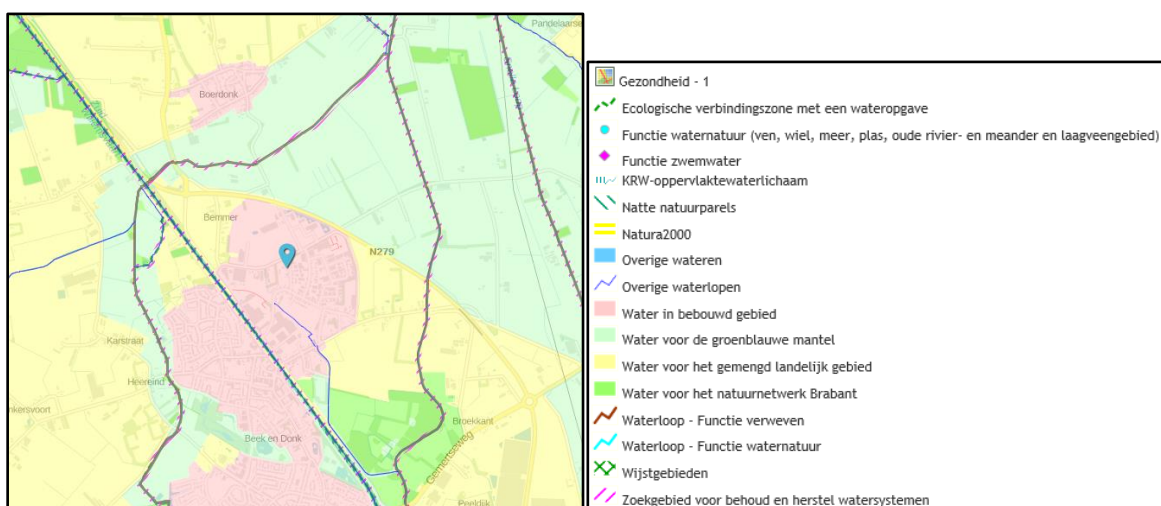 Pandelaarse
Boerdonk
Bemmer
N279
Karstraat
Heereind
nkersvoort
Beek en Donk
Broekkant
Gemertseweg
Peeldijk
Gezondheid - 1
Ecologische verbindingszone met een wateropgave
Functie waternatuur (ven, wiel, meer, plas, oude rivier- en meander en laagveengebied)
Functie zwemwater
KRW-oppervlaktewaterlichaam
Natte natuurparels
Natura2000
Overige wateren
Overige waterlopen
Water in bebouwd gebied
Water voor de groenblauwe mantel
Water voor het gemengd landelijk gebied
Water voor het natuurnetwerk Brabant
Waterloop - Functie verweven
Waterloop - Functie waternatuur
Wijstgebieden
Zoekgebied voor behoud en herstel watersystemen